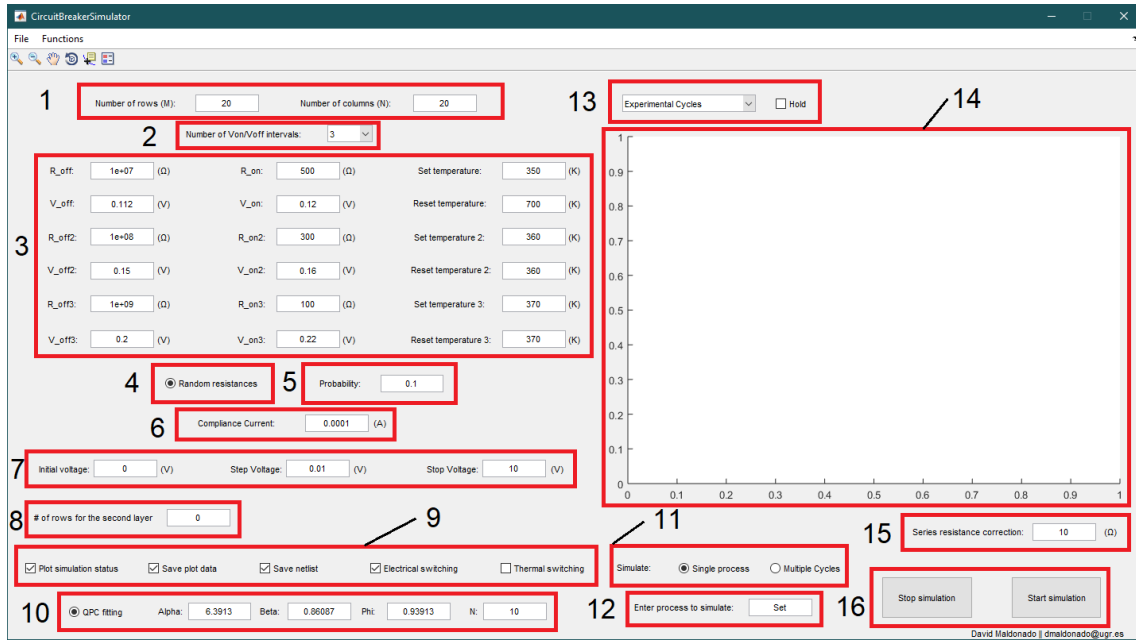 CircuitBreakerSimulator
File Functions
1 Number of rows (M): 20 Number of columns (N): 20
2 Number of Von/Voff intervals: 3
3
R_off: 1e+07 (Ω) R_on: 500 (Ω) Set temperature: 350 (K)
V_off: 0.112 (V) V_on: 0.12 (V) Reset temperature: 700 (K)
R_off2: 1e+08 (Ω) R_on2: 300 (Ω) Set temperature 2: 360 (K)
V_off2: 0.15 (V) V_on2: 0.16 (V) Reset temperature 2: 360 (K)
R_off3: 1e+09 (Ω) R_on3: 100 (Ω) Set temperature 3: 370 (K)
V_off3: 0.2 (V) V_on3: 0.22 (V) Reset temperature 3: 370 (K)
4 Random resistances 5 Probability: 0.1
6 Compliance Current: 0.0001 (A)
7 Initial voltage: 0 (V) Step Voltage: 0.01 (V) Stop Voltage: 10 (V)
8 # of rows for the second layer 0
9
Plot simulation status Save plot data Save netlist Electrical switching Thermal switching
10 QPC fitting Alpha: 6.3913 Beta: 0.86087 Phi: 0.93913 N: 10
13 Experimental Cycles Hold
14
1
0.9
0.8
0.7
0.6
0.5
0.4
0.3
0.2
0.1
0
0 0.1 0.2 0.3 0.4 0.5 0.6 0.7 0.8 0.9 1
11
15 Series resistance correction: 10 (Ω)
Simulate: Single process Multiple Cycles
12 Enter process to simulate: Set
16 Stop simulation Start simulation
David Maldonado || dmaldonado@ugr.es